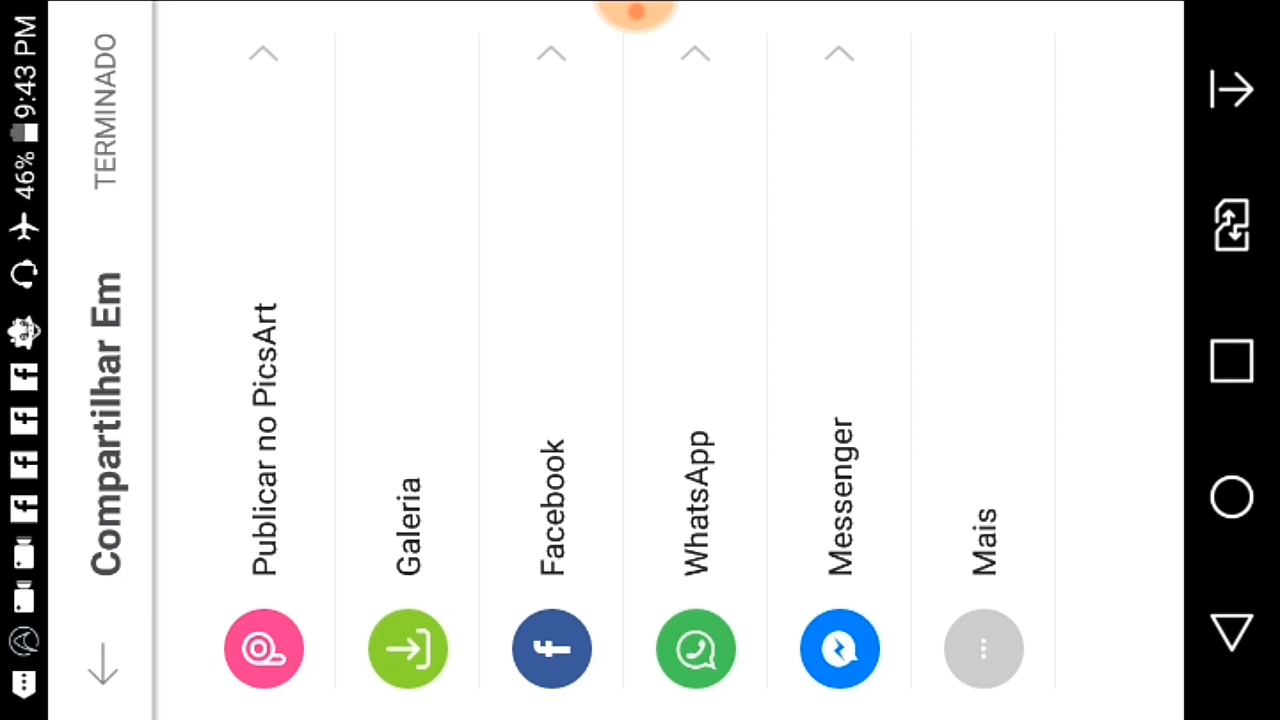 46% 9:43 PM
Compartilhar Em
TERMINADO
Publicar no PicsArt
Galeria
Facebook
WhatsApp
Messenger
Mais